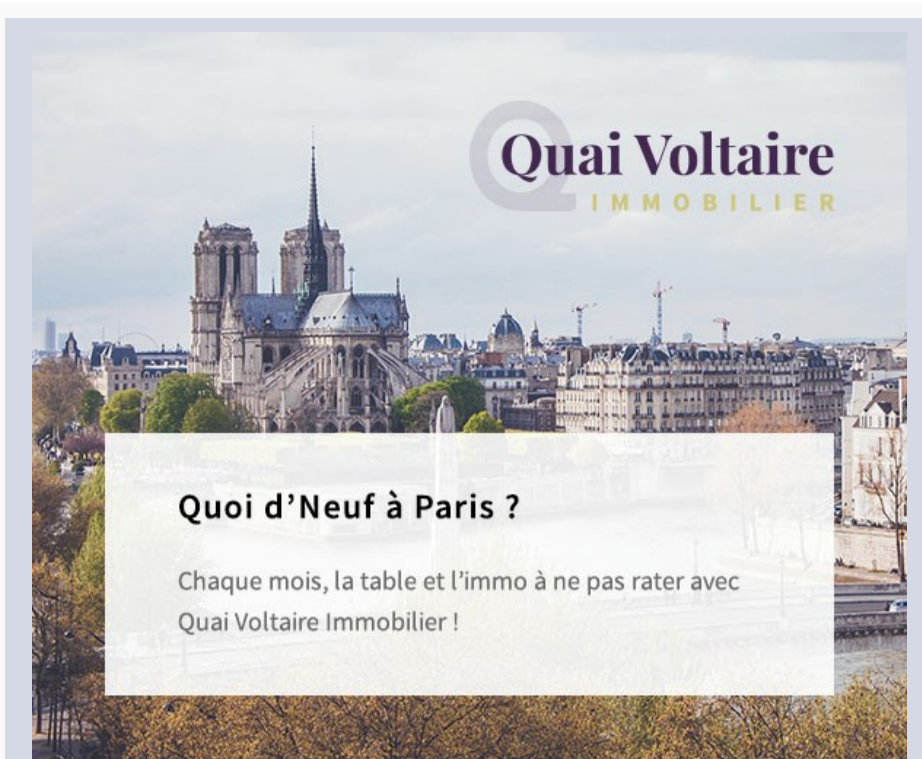 Quai Voltaire
IMMOBILIER
Quoi d’Neuf à Paris ?
Chaque mois, la table et l’immo à ne pas rater avec
Quai Voltaire Immobilier !